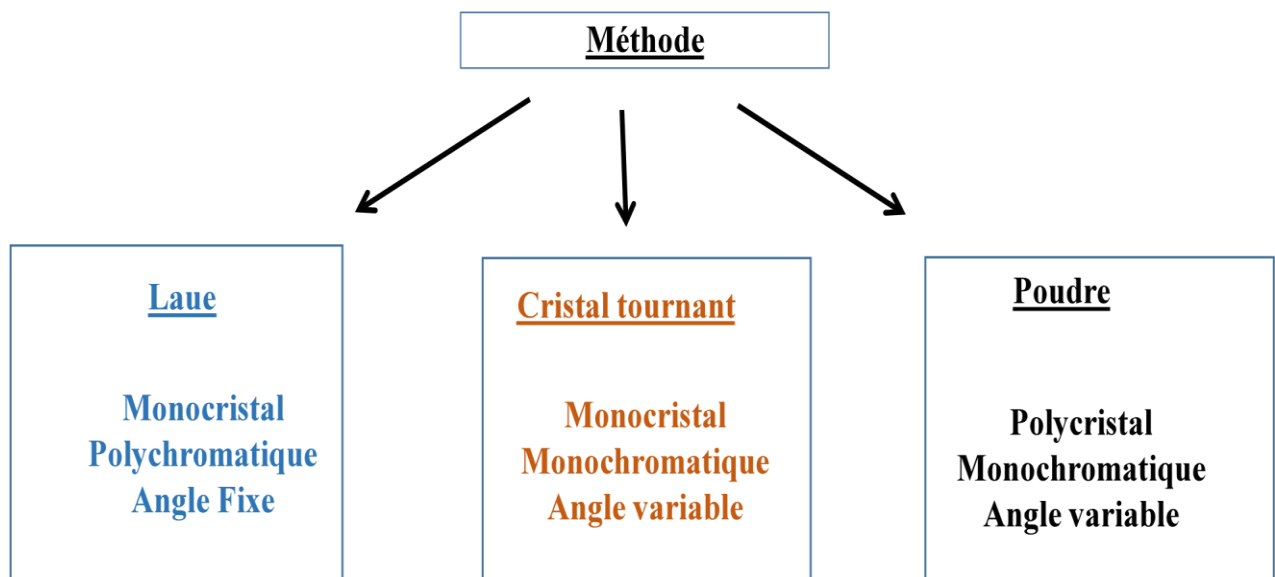 Méthode
Laue
Monocristal
Polychromatique
Angle Fixe
Cristal tournant
Monocristal
Monochromatique
Angle variable
Poudre
Polycristal
Monochromatique
Angle variable